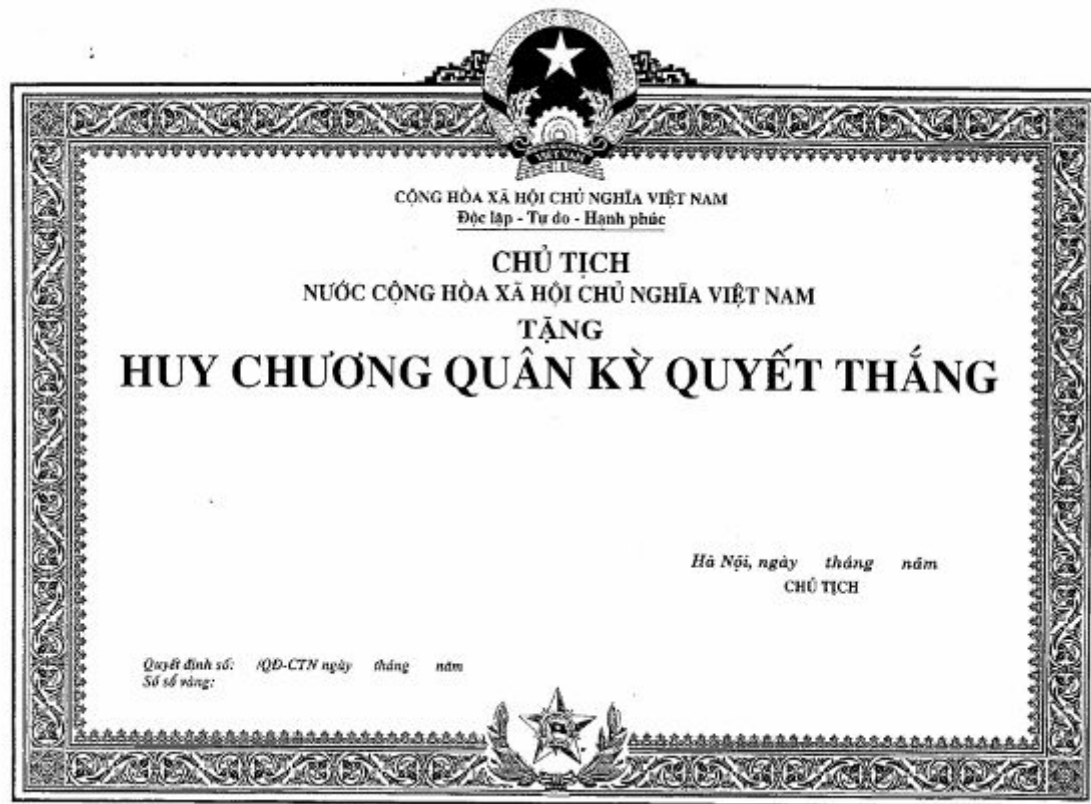 VIỆT NAM
CỘNG HÒA XÃ HỘI CHỦ NGHĨA VIỆT NAM
Độc lập - Tự do - Hạnh phúc
CHỦ TỊCH
NƯỚC CỘNG HÒA XÃ HỘI CHỦ NGHĨA VIỆT NAM
TẶNG
HUY CHƯƠNG QUÂN KỲ QUYẾT THẮNG
Hà Nội, ngày tháng năm
CHỦ TỊCH
Quyết định số: /QĐ-CTN ngày tháng năm
Số sổ vàng: